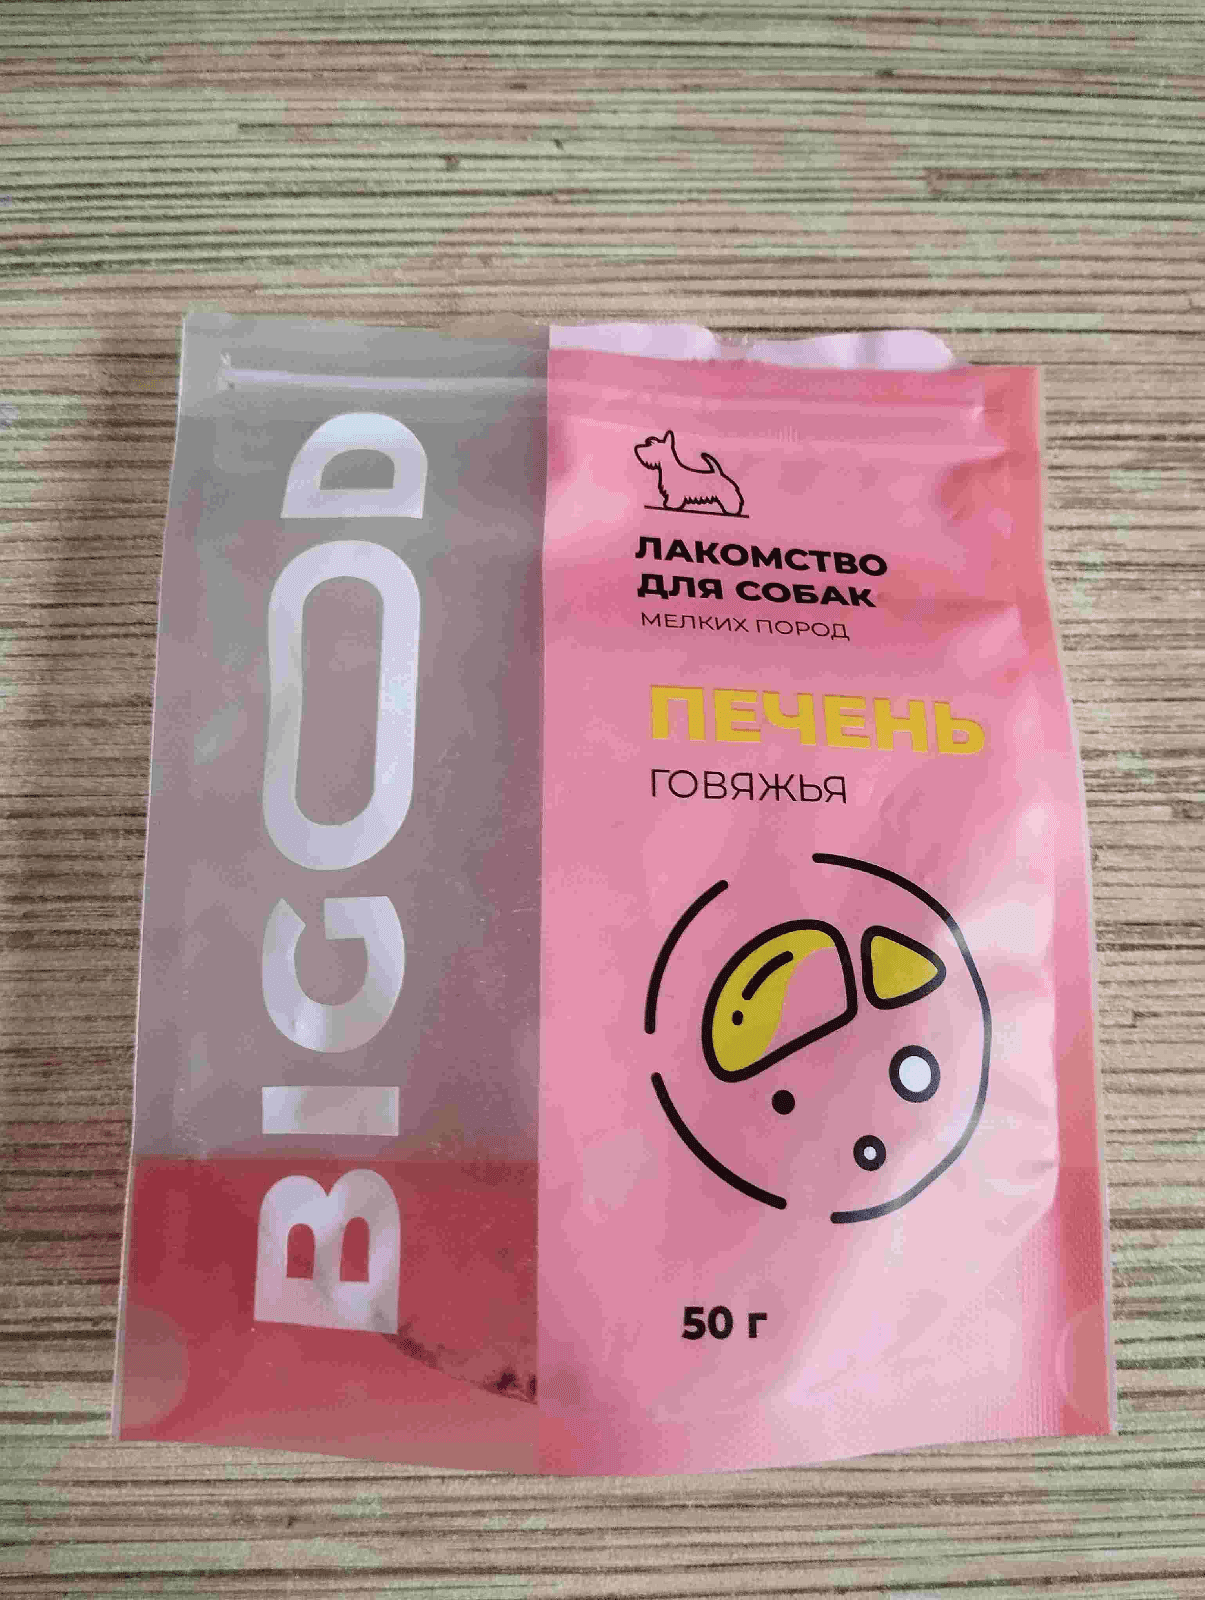 BIGOD
ЛАКОМСТВО
ДЛЯ СОБАК
МЕЛКИХ ПОРОД
ПЕЧЕНЬ
ГОВЯЖЬЯ
50 г